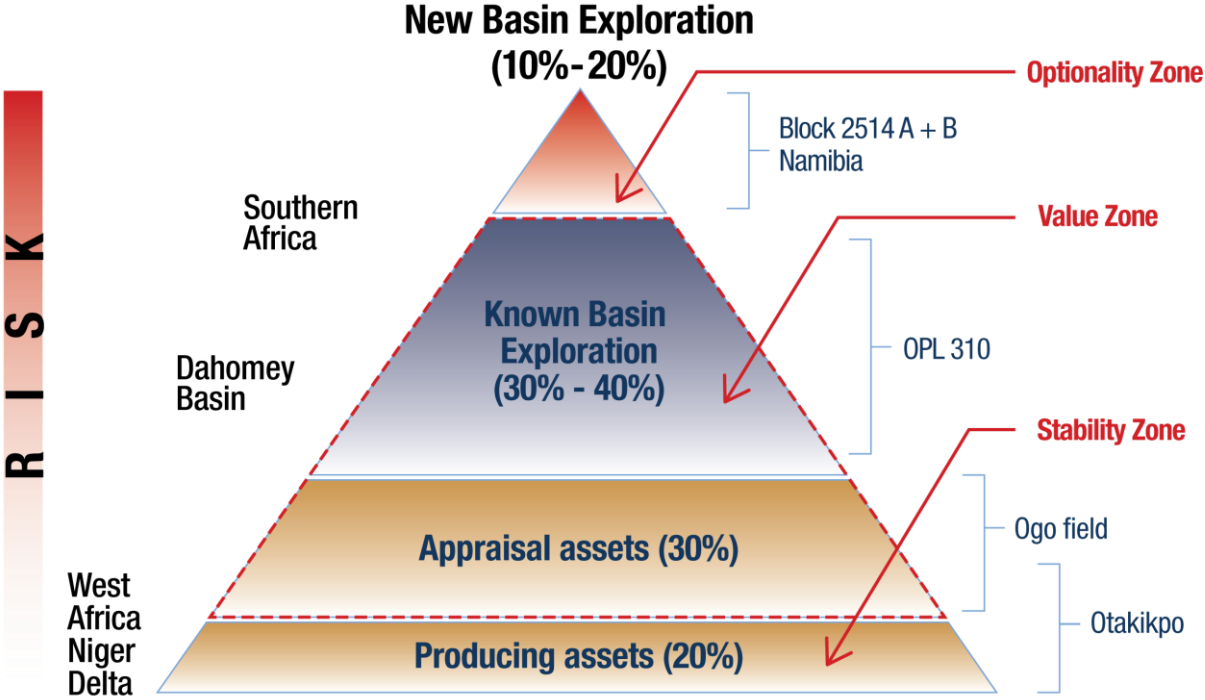 New Basin Exploration
(10%-20%)
Optionality Zone
Block 2514 A + B
Namibia
Southern
Africa
Value Zone
RISK
Known Basin
Exploration
(30% - 40%)
OPL 310
Dahomey
Basin
Stability Zone
Appraisal assets (30%)
Ogo field
West
Africa
Niger
Delta
Otakikpo
Producing assets (20%)